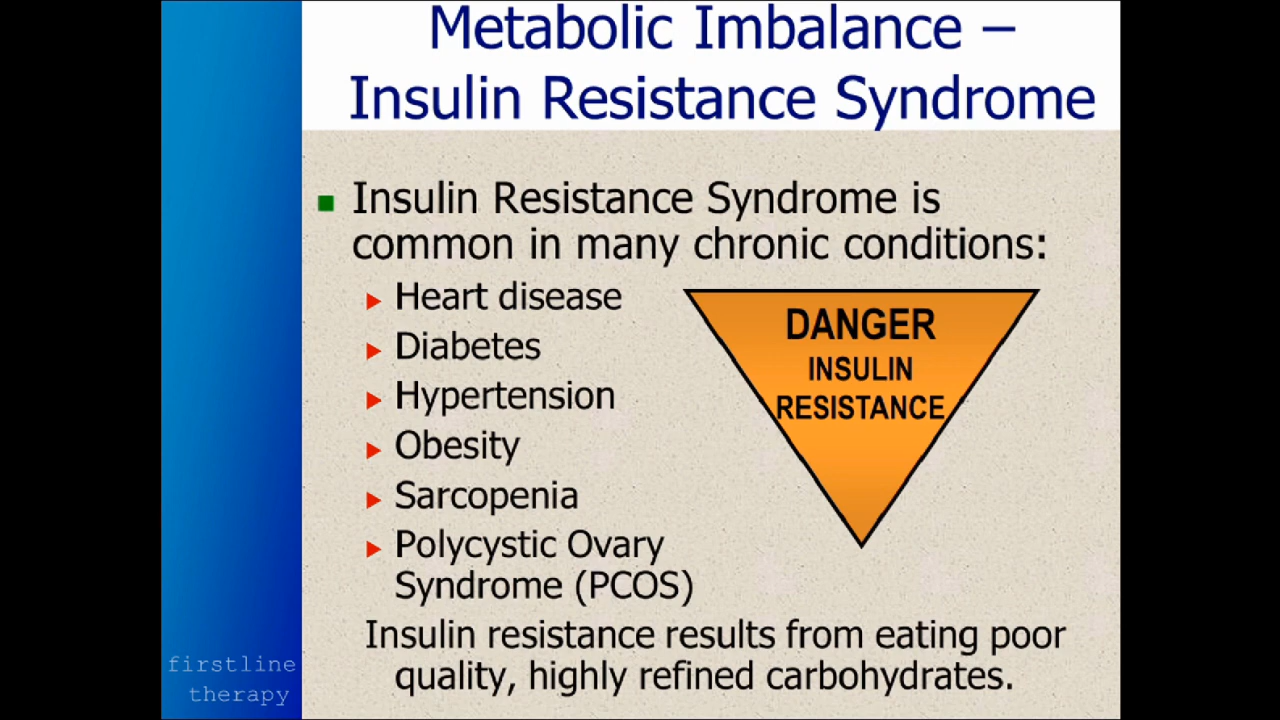 Metabolic Imbalance –
Insulin Resistance Syndrome
Insulin Resistance Syndrome is
common in many chronic conditions:
Heart disease
Diabetes
Hypertension
Obesity
Sarcopenia
Polycystic Ovary
Syndrome (PCOS)
DANGER
INSULIN
RESISTANCE
Insulin resistance results from eating poor
quality, highly refined carbohydrates.
firstline
therapy